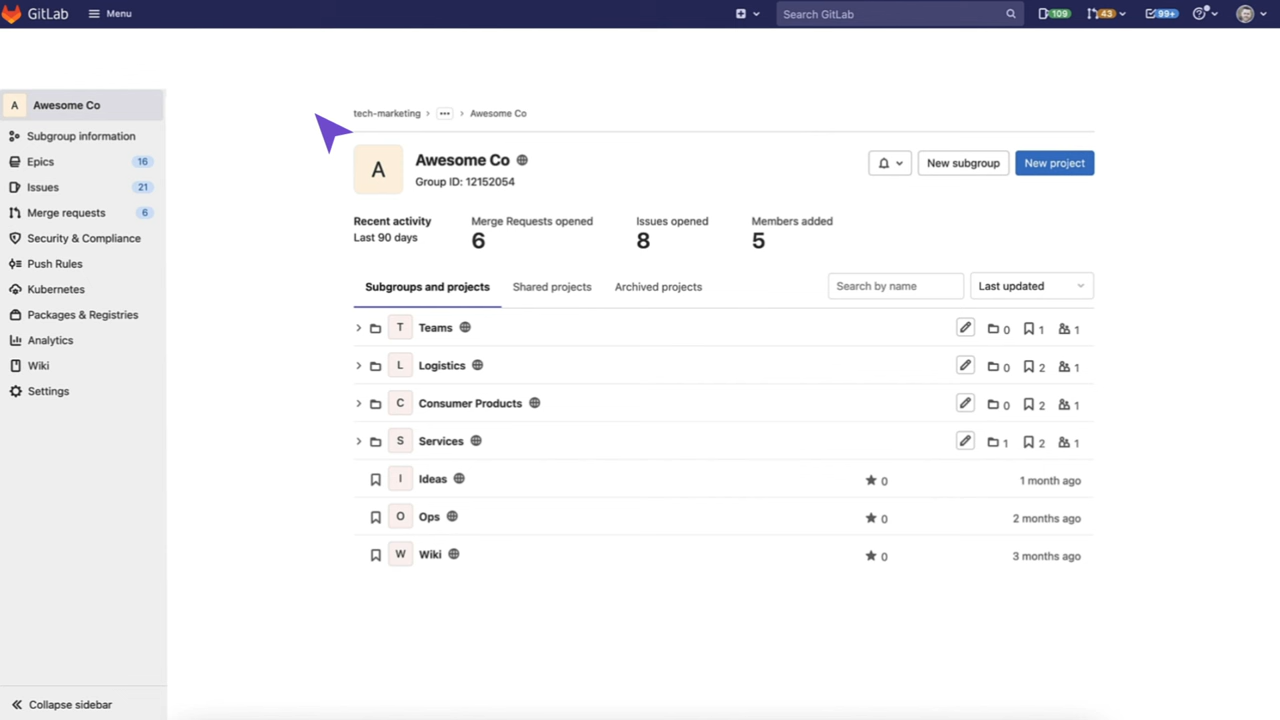 GitLab Menu Search GitLab 109 43 99+
A Awesome Co
Subgroup information
Epics 16
Issues 21
Merge requests 6
Security & Compliance
Push Rules
Kubernetes
Packages & Registries
Analytics
Wiki
Settings
Collapse sidebar
tech-marketing › ••• › Awesome Co
A Awesome Co
Group ID: 12152054
New subgroup New project
Recent activity Merge Requests opened Issues opened Members added
Last 90 days 6 8 5
Subgroups and projects Shared projects Archived projects Search by name Last updated
T Teams 0 1 1
L Logistics 0 2 1
C Consumer Products 0 2 1
S Services 1 2 1
I Ideas 0 1 month ago
O Ops 0 2 months ago
W Wiki 0 3 months ago